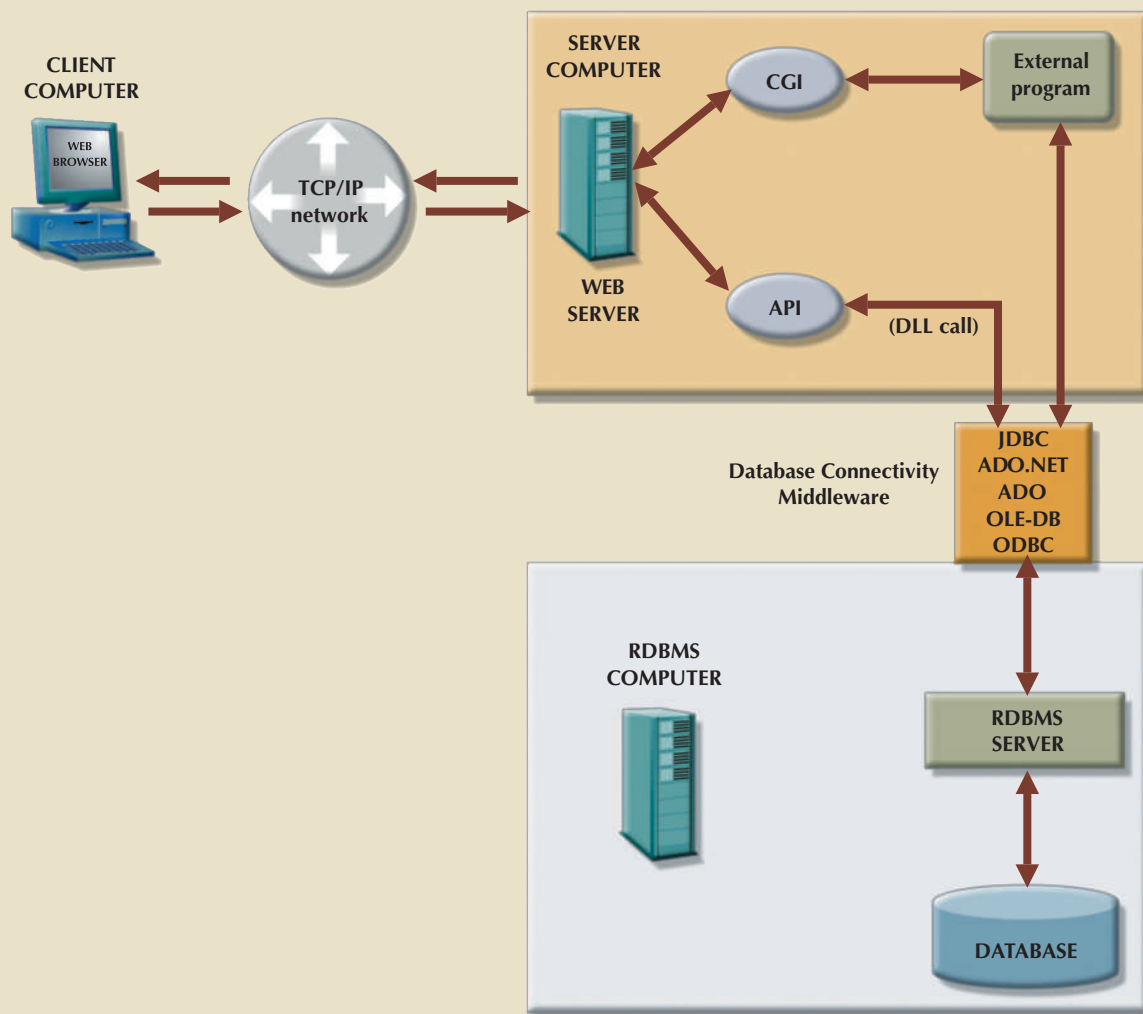 CLIENT
COMPUTER
WEB
BROWSER
TCP/IP
network
SERVER
COMPUTER
WEB
SERVER
CGI
External
program
API
(DLL call)
Database Connectivity
Middleware
JDBC
ADO.NET
ADO
OLE-DB
ODBC
RDBMS
COMPUTER
RDBMS
SERVER
DATABASE